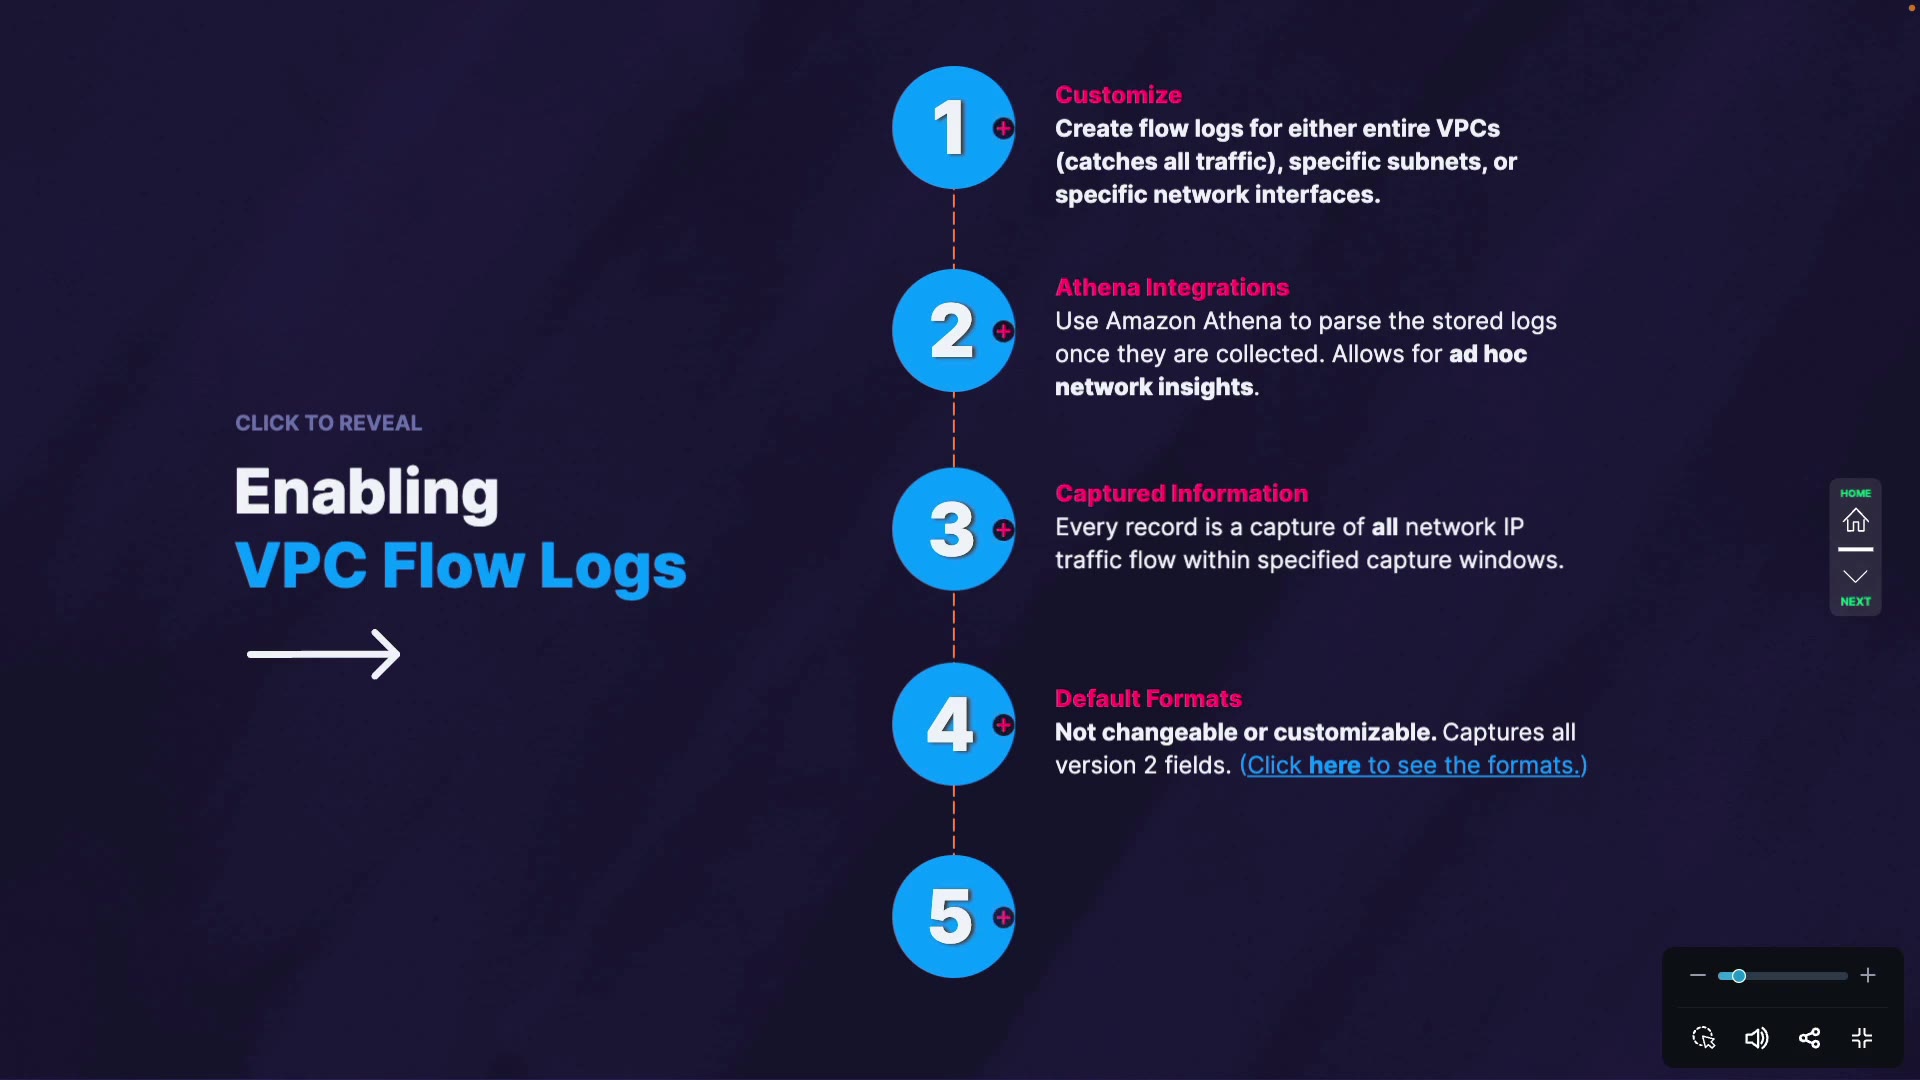 CLICK TO REVEAL
Enabling
VPC Flow Logs
1
Customize
Create flow logs for either entire VPCs
(catches all traffic), specific subnets, or
specific network interfaces.
2
Athena Integrations
Use Amazon Athena to parse the stored logs
once they are collected. Allows for ad hoc
network insights.
3
Captured Information
Every record is a capture of all network IP
traffic flow within specified capture windows.
4
Default Formats
Not changeable or customizable. Captures all
version 2 fields. (Click here to see the formats.)
5
HOME
NEXT